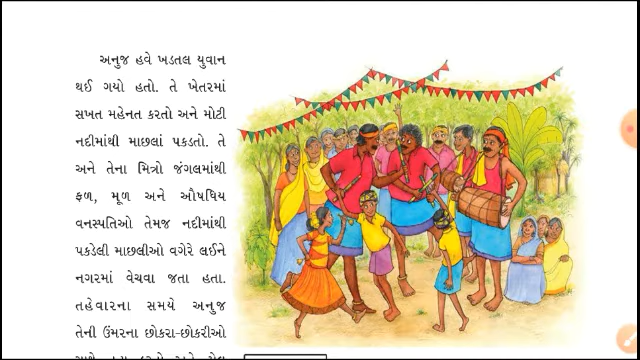 અનુજ હવે ખડતલ યુવાન
થઈ ગયો હતો. તે ખેતરમાં
સખત મહેનત કરતો અને મોટી
નદીમાંથી માછલાં પકડતો. તે
અને તેના મિત્રો જંગલમાંથી
ફળ, મૂળ અને ઔષધિય
વનસ્પતિઓ તેમજ નદીમાંથી
પકડેલી માછલીઓ વગેરે લઈને
નગરમાં વેચવા જતા હતા.
તહેવારના સમયે અનુજ
તેની ઉંમરના છોકરા-છોકરીઓ